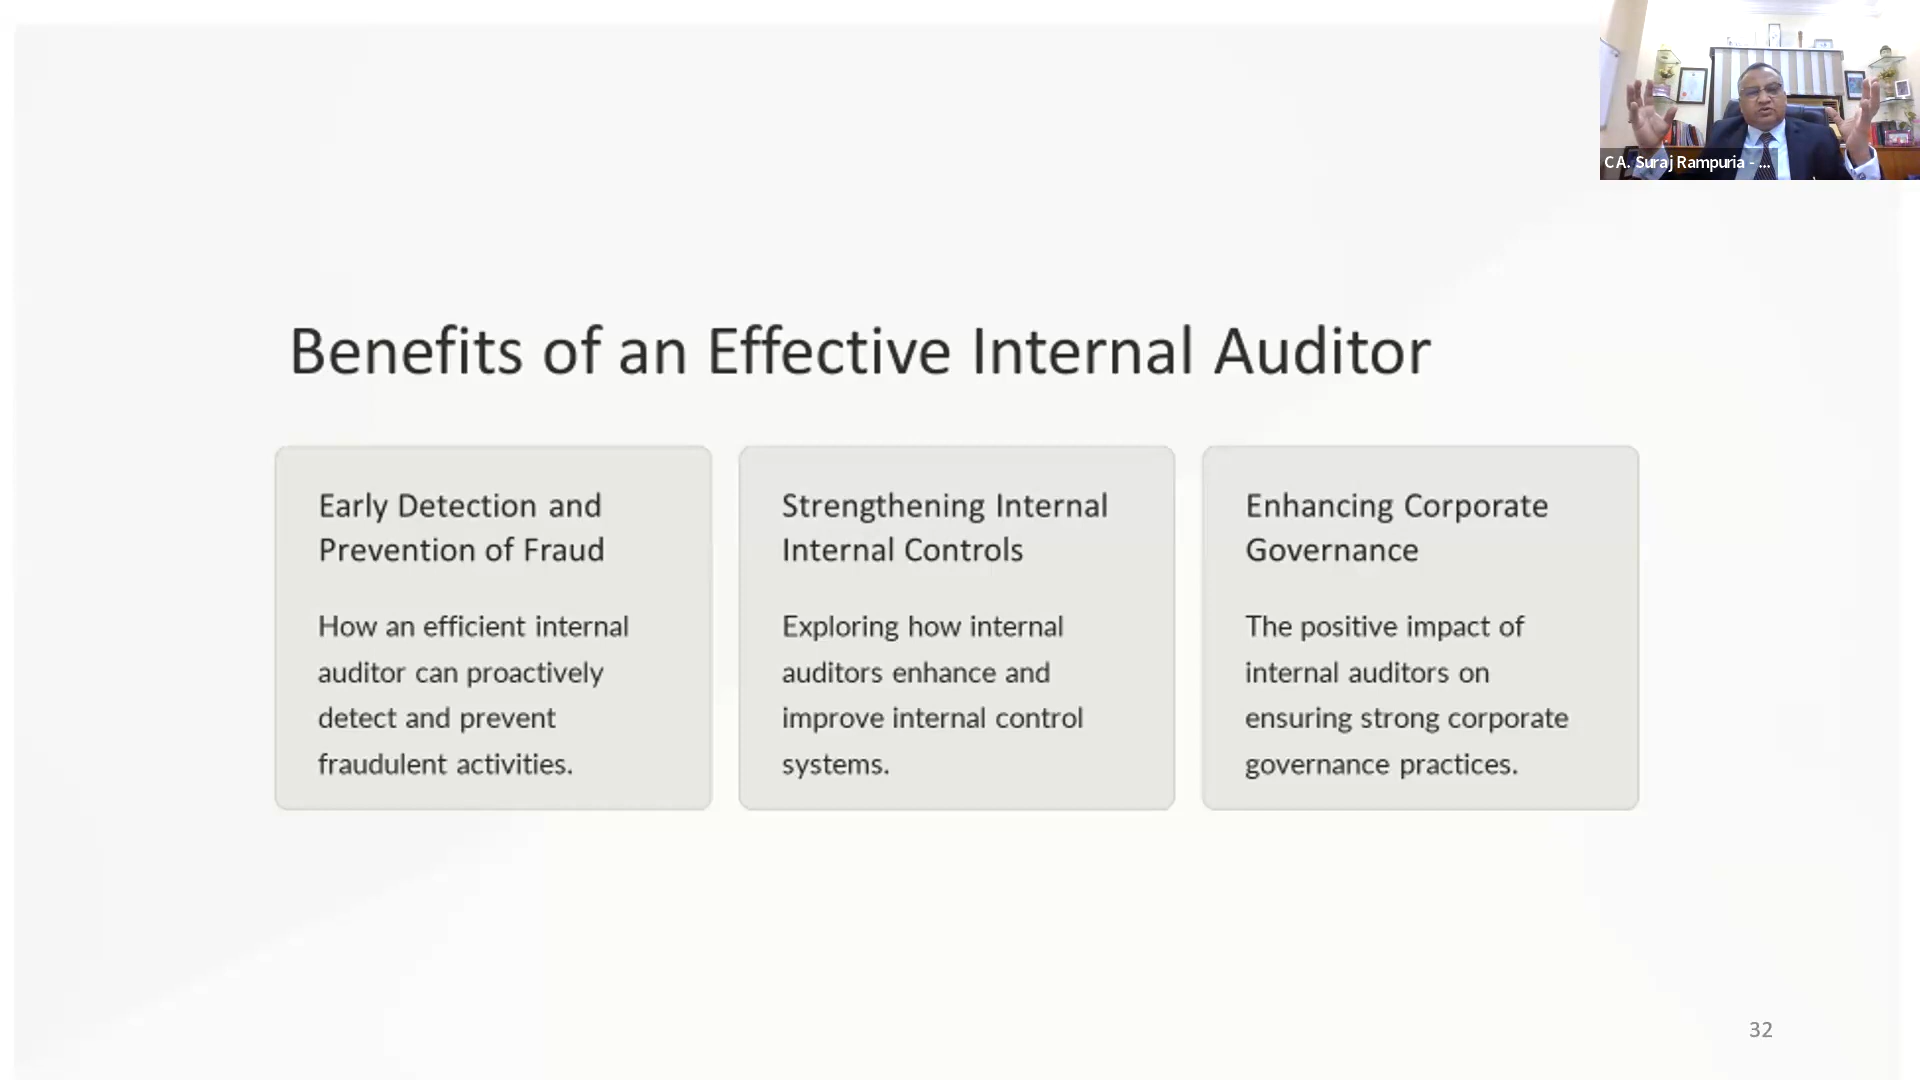 C A. Suraj Rampuria - ...
Benefits of an Effective Internal Auditor
Early Detection and
Prevention of Fraud
How an efficient internal
auditor can proactively
detect and prevent
fraudulent activities.
Strengthening Internal
Internal Controls
Exploring how internal
auditors enhance and
improve internal control
systems.
Enhancing Corporate
Governance
The positive impact of
internal auditors on
ensuring strong corporate
governance practices.
32